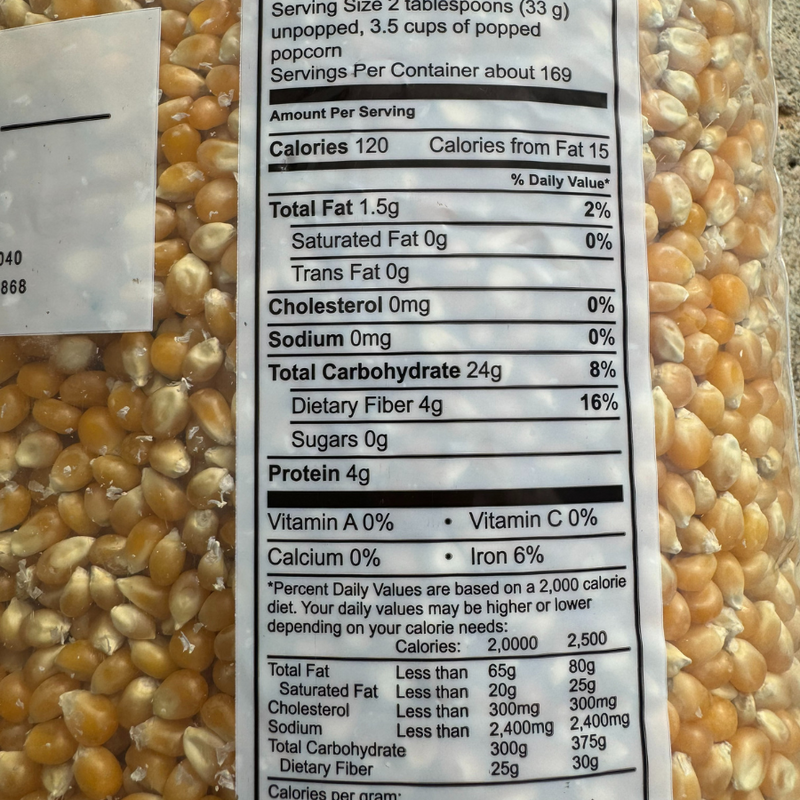 Serving Size 2 tablespoons (33 g)
unpopped, 3.5 cups of popped
popcorn
Servings Per Container about 169
Amount Per Serving
Calories 120 Calories from Fat 15
% Daily Value*
Total Fat 1.5g 2%
Saturated Fat 0g 0%
Trans Fat 0g
Cholesterol 0mg 0%
Sodium 0mg 0%
Total Carbohydrate 24g 8%
Dietary Fiber 4g 16%
Sugars 0g
Protein 4g
Vitamin A 0% • Vitamin C 0%
Calcium 0% • Iron 6%
*Percent Daily Values are based on a 2,000 calorie
diet. Your daily values may be higher or lower
depending on your calorie needs:
Calories: 2,0000 2,500
Total Fat Less than 65g 80g
Saturated Fat Less than 20g 25g
Cholesterol Less than 300mg 300mg
Sodium Less than 2,400mg 2,400mg
Total Carbohydrate 300g 375g
Dietary Fiber 25g 30g
Calories per gram:
040
868